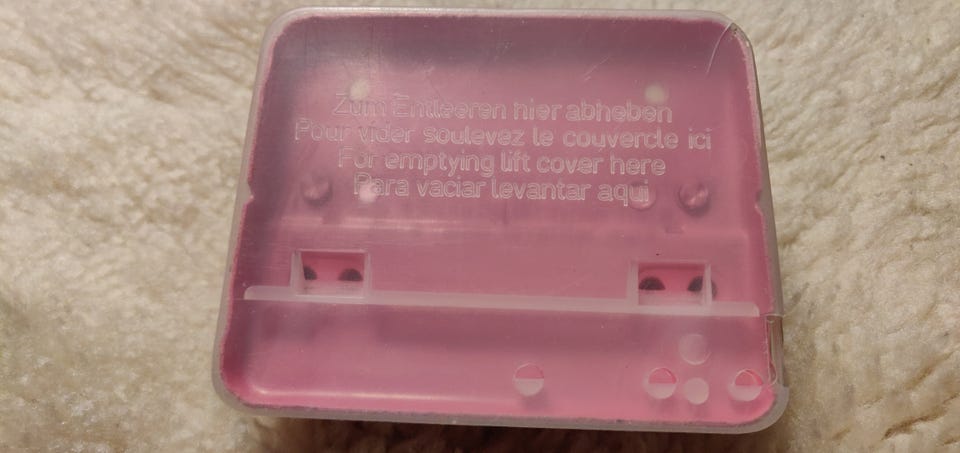 Zum Entleeren hier abheben
Pour vider soulevez le couvercle ici
For emptying lift cover here
Para vaciar levantar aqui